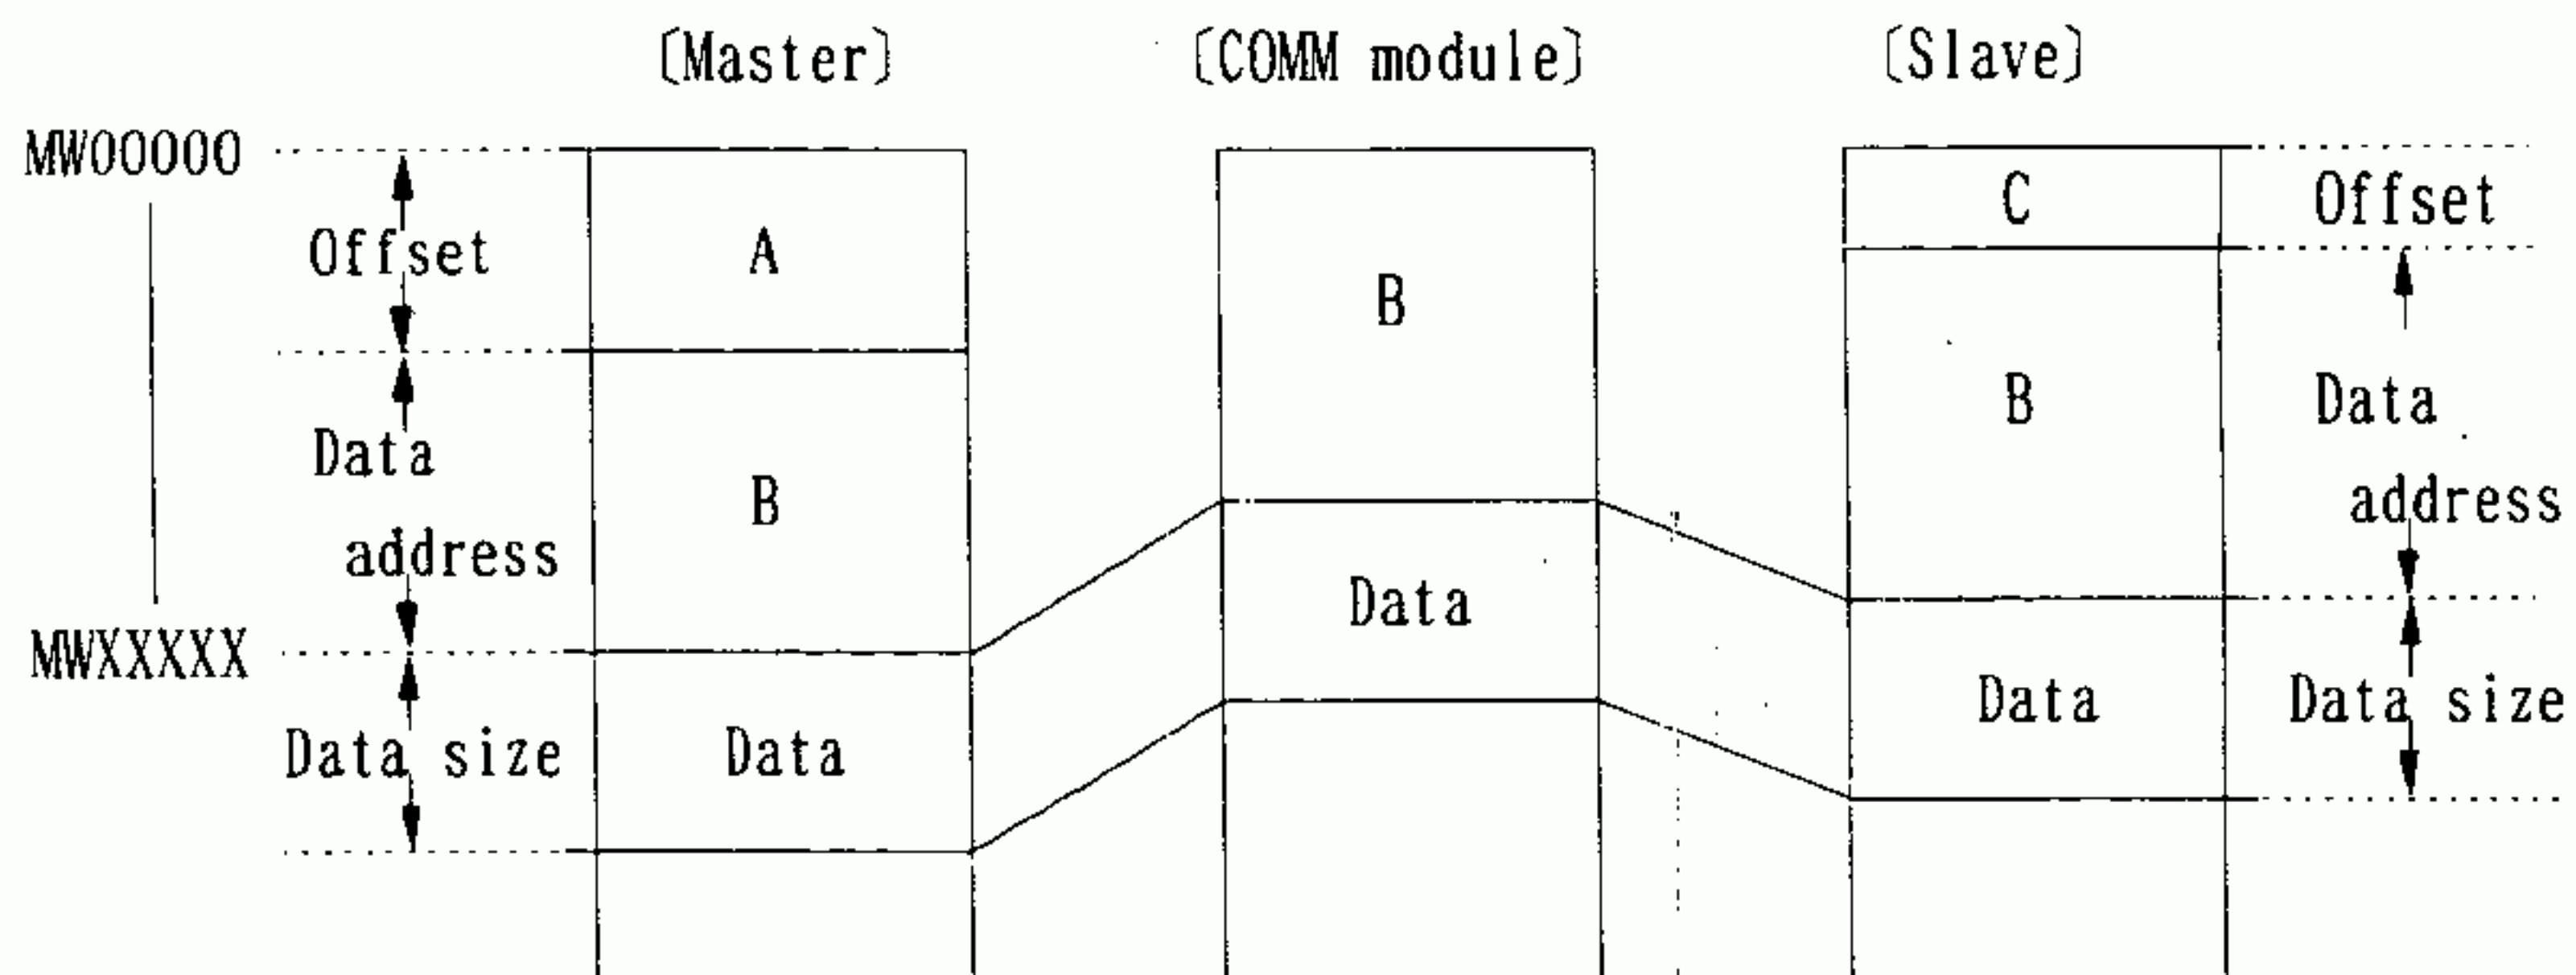 〔Master〕 〔COMM module〕 〔Slave〕
MW00000
Offset A B C Offset
Data B B Data
address address
MWXXXXX Data
Data size Data Data Data size